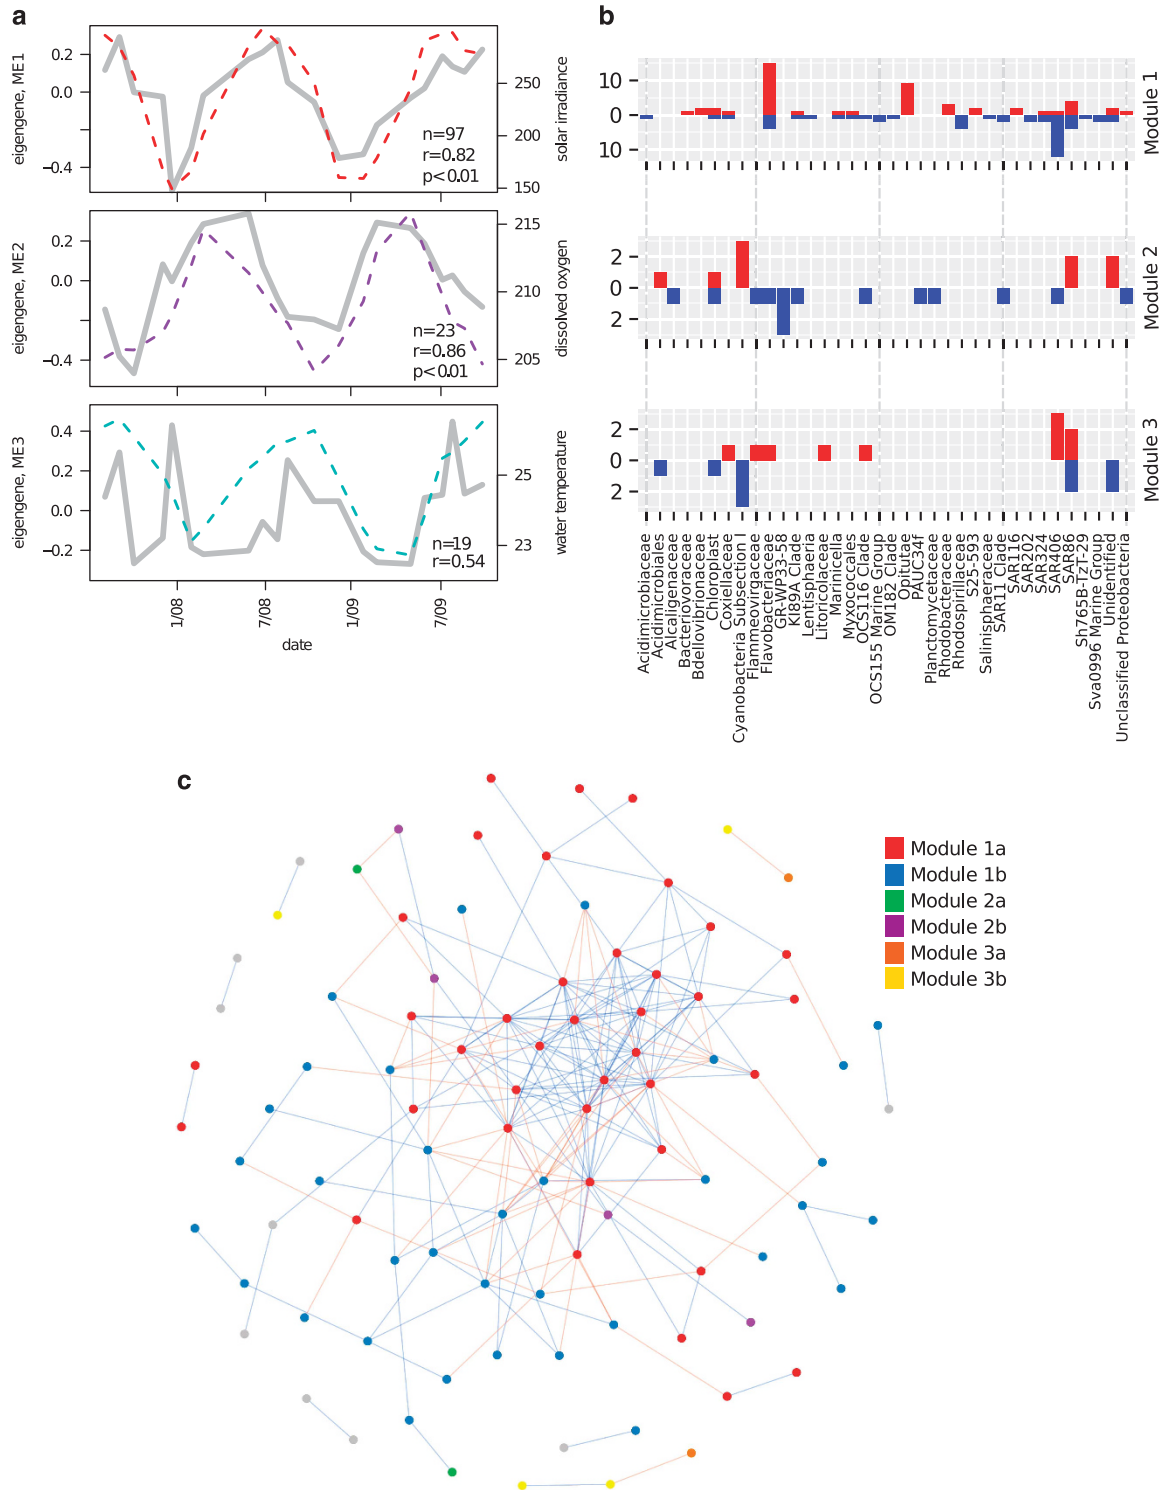 a
eigengene, ME1
0.2
0.0
−0.4
250
200
150
solar irradiance
n=97
r=0.82
p<0.01
eigengene, ME2
0.2
0.0
−0.4
215
210
205
dissolved oxygen
n=23
r=0.86
p<0.01
eigengene, ME3
0.4
0.2
0.0
−0.2
25
23
water temperature
n=19
r=0.54
1/08
7/08
1/09
7/09
date
b
10
0
10
Module 1
2
0
2
Module 2
2
0
2
Module 3
Acidimicrobiaceae
Acidimicrobiales
Alcaligenaceae
Bacteriovoraceae
Bdellovibrionaceae
Chloroplast
Coxiellaceae
Cyanobacteria Subsection I
Flammeovirgaceae
Flavobacteriaceae
GR-WP33-58
KI89A Clade
Lentisphaeria
Litoricolaceae
Marinicella
Myxococcales
OCS116 Clade
OCS155 Marine Group
OM182 Clade
Opitutae
PAUC34f
Planctomycetaceae
Rhodobacteraceae
Rhodospirillaceae
S25-593
Salinisphaeraceae
SAR11 Clade
SAR116
SAR202
SAR324
SAR406
SAR86
Sh765B-TzT-29
Sva0996 Marine Group
Unidentified
Unclassified Proteobacteria
c
Module 1a
Module 1b
Module 2a
Module 2b
Module 3a
Module 3b